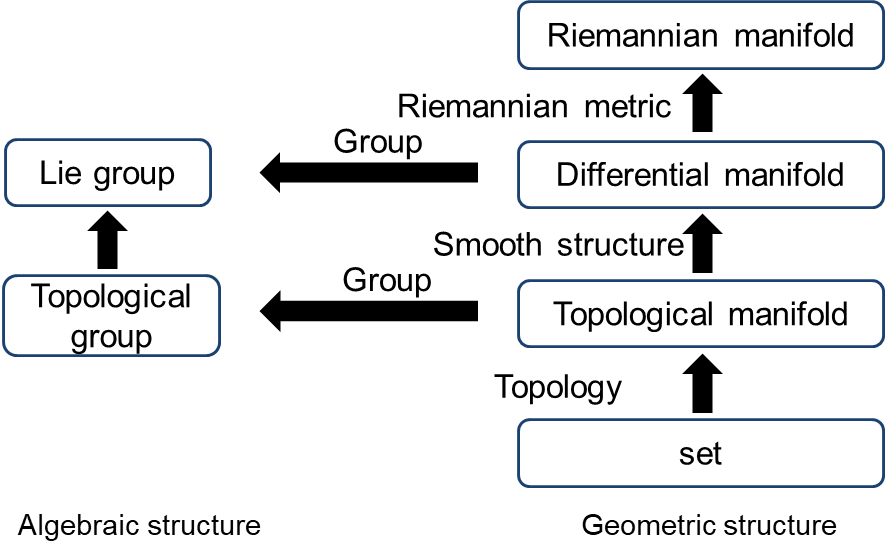 Riemannian manifold
Riemannian metric
Group
Lie group
Differential manifold
Smooth structure
Group
Topological
group
Topological manifold
Topology
set
Algebraic structure
Geometric structure